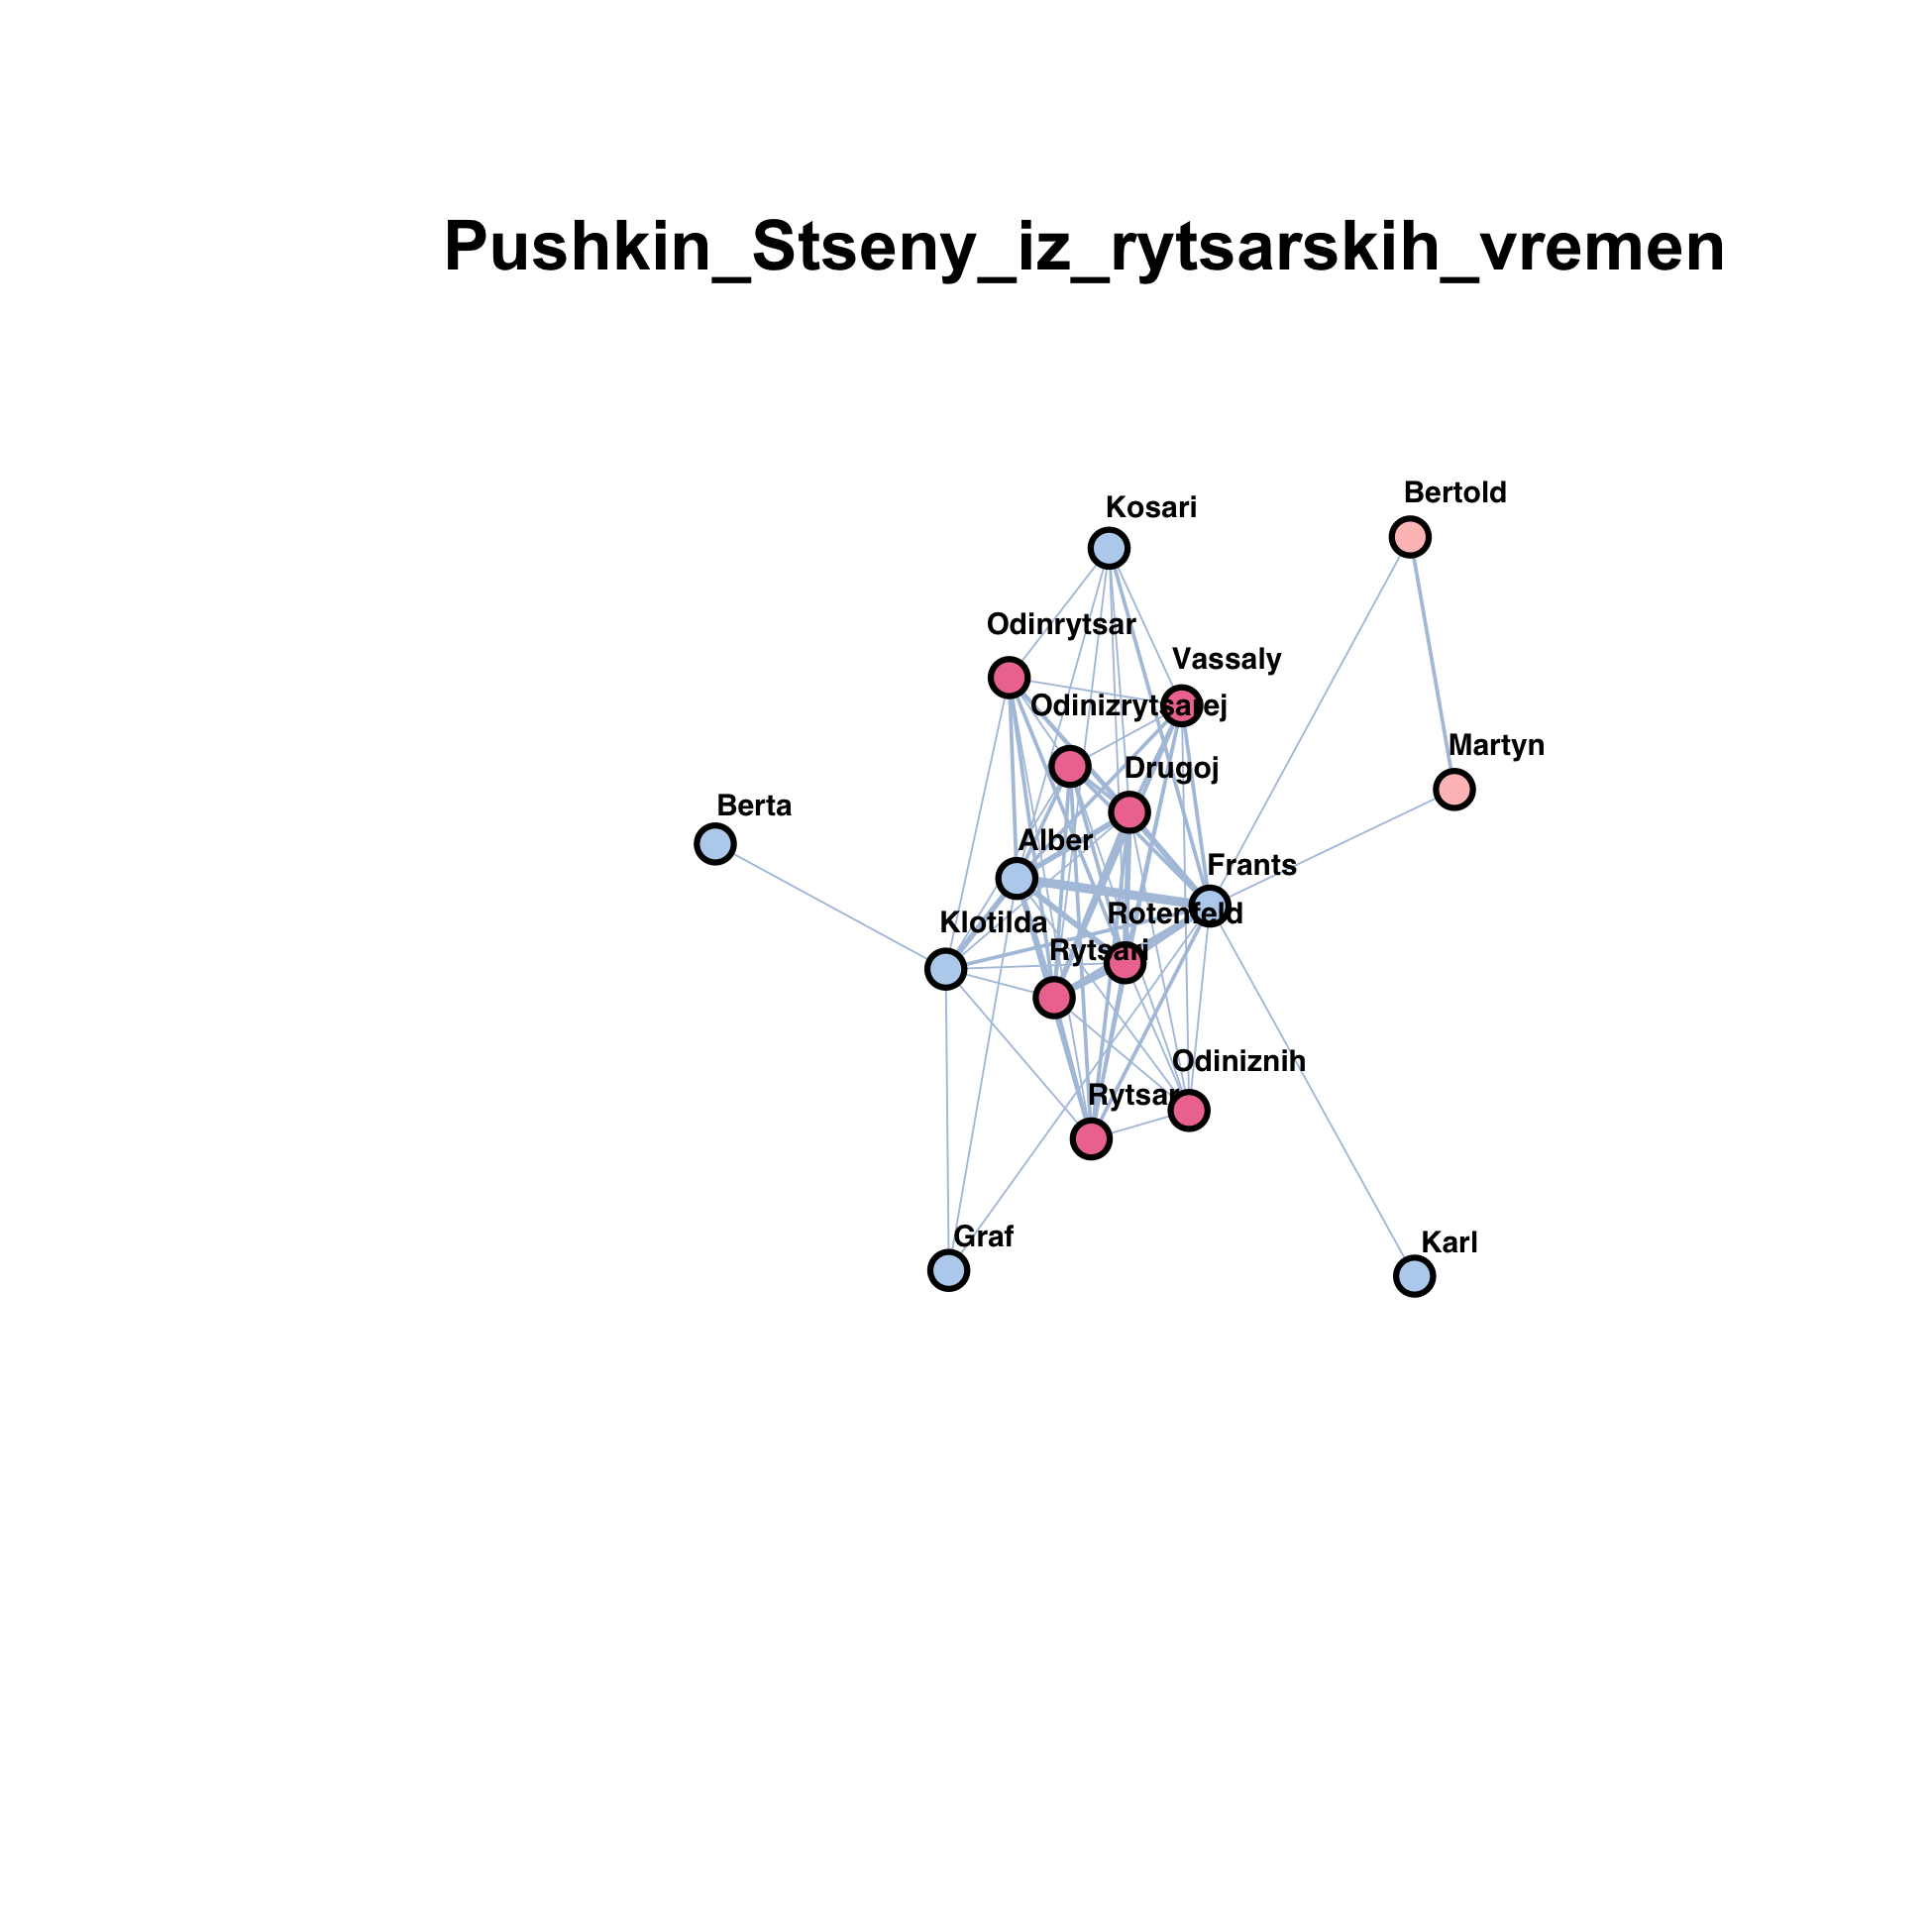 Pushkin_Stseny_iz_rytsarskih_vremen
Bertold
Kosari
Odinrytsar
Vassaly
Odinizrytsarej
Martyn
Drugoj
Berta
Alber
Frants
Rotenfeld
Klotilda
Rytsari
Odiniznih
Rytsar
Graf
Karl